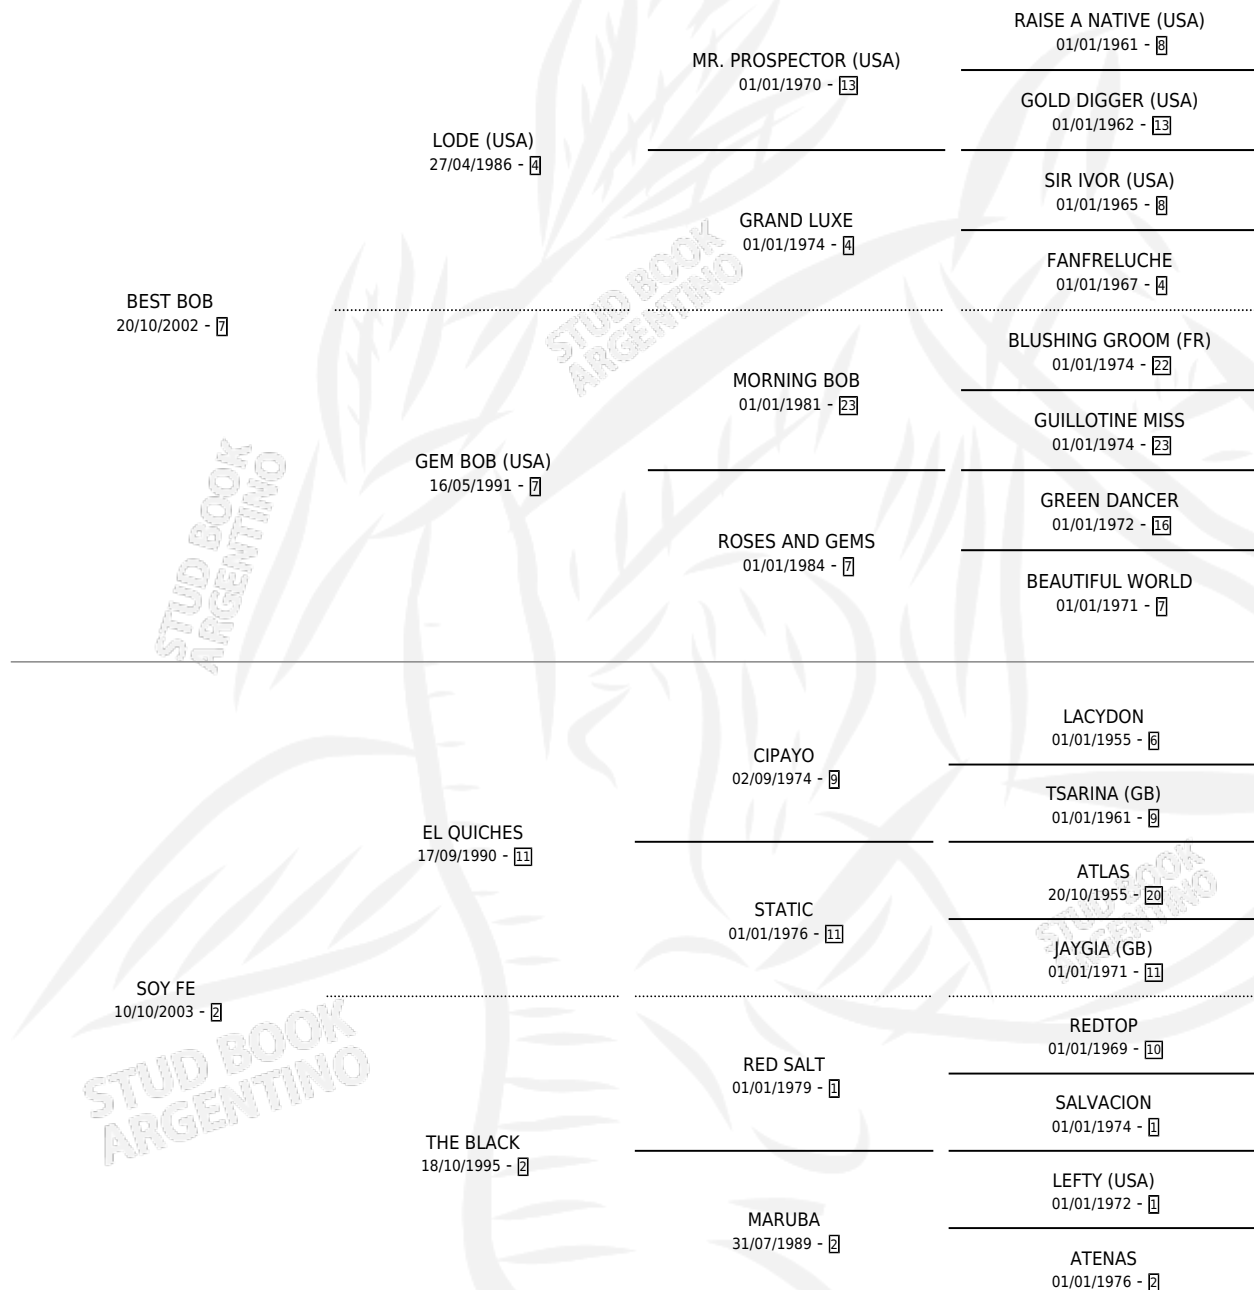 RAISE A NATIVE (USA)
01/01/1961 - 8
MR. PROSPECTOR (USA)
01/01/1970 - 13
GOLD DIGGER (USA)
01/01/1962 - 13
LODE (USA)
27/04/1986 - 4
SIR IVOR (USA)
01/01/1965 - 8
GRAND LUXE
01/01/1974 - 4
FANFRELUCHE
01/01/1967 - 4
BEST BOB
20/10/2002 - 7
BLUSHING GROOM (FR)
01/01/1974 - 22
MORNING BOB
01/01/1981 - 23
GUILLOTINE MISS
01/01/1974 - 23
GEM BOB (USA)
16/05/1991 - 7
GREEN DANCER
01/01/1972 - 16
ROSES AND GEMS
01/01/1984 - 7
BEAUTIFUL WORLD
01/01/1971 - 7
LACYDON
01/01/1955 - 6
CIPAYO
02/09/1974 - 9
TSARINA (GB)
01/01/1961 - 9
EL QUICHES
17/09/1990 - 11
ATLAS
20/10/1955 - 20
STATIC
01/01/1976 - 11
JAYGIA (GB)
01/01/1971 - 11
SOY FE
10/10/2003 - 2
REDTOP
01/01/1969 - 10
RED SALT
01/01/1979 - 1
SALVACION
01/01/1974 - 1
THE BLACK
18/10/1995 - 2
LEFTY (USA)
01/01/1972 - 1
MARUBA
31/07/1989 - 2
ATENAS
01/01/1976 - 2
STUD BOOK
ARGENTINO
STUD BOOK
ARGENTINO
STUD BOOK
ARGENTINO
STUD BOOK
ARGENTINO